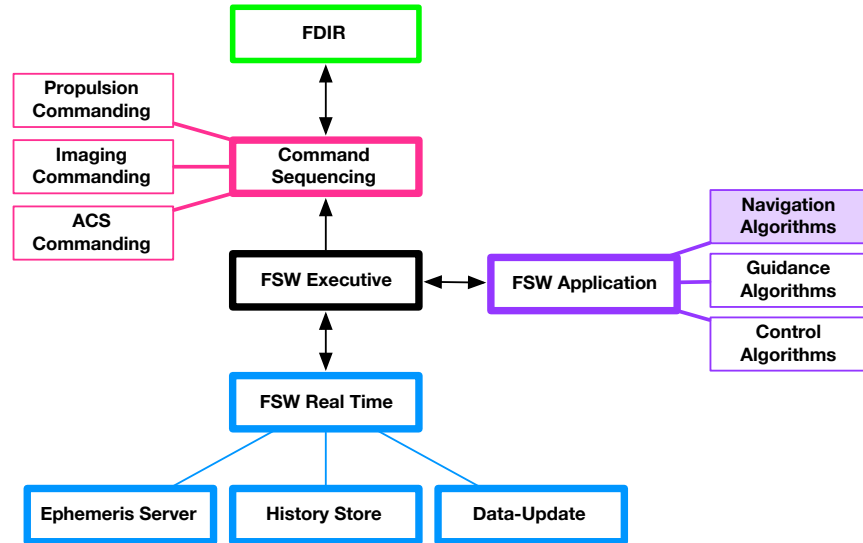 FDIR
Propulsion
Commanding
Imaging
Commanding
ACS
Commanding
Command
Sequencing
FSW Executive
FSW Application
Navigation
Algorithms
Guidance
Algorithms
Control
Algorithms
FSW Real Time
Ephemeris Server
History Store
Data-Update